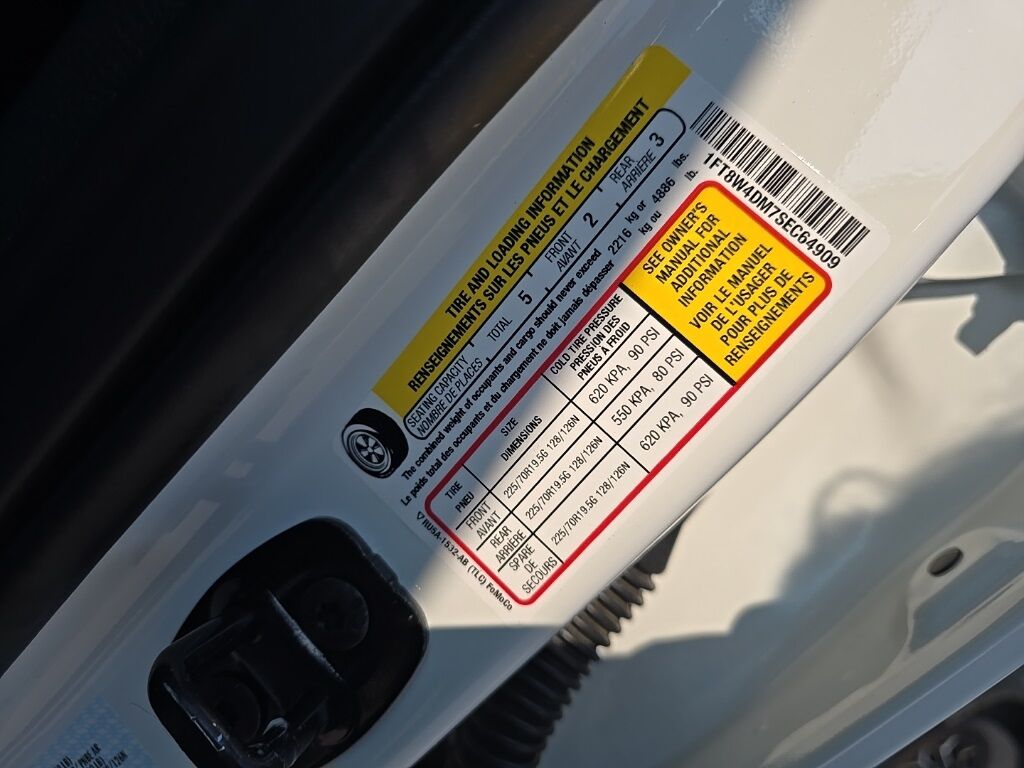 TIRE AND LOADING INFORMATION
RENSEIGNEMENTS SUR LES PNEUS ET LE CHARGEMENT
SEATING CAPACITY
NOMBRE DE PLACES
TOTAL 5
FRONT
AVANT 2
REAR
ARRIÈRE 3
The combined weight of occupants and cargo should never exceed 2216 kg or 4886 lbs.
Le poids total des occupants et du chargement ne doit jamais dépasser kg ou lb.
TIRE
PNEU
SIZE
DIMENSIONS
COLD TIRE PRESSURE
PRESSION DES
PNEUS À FROID
FRONT
AVANT
225/70R19.5G 128/126N
620 KPA, 90 PSI
REAR
ARRIÈRE
225/70R19.5G 128/126N
550 KPA, 80 PSI
SPARE
DE
SECOURS
225/70R19.5G 128/126N
620 KPA, 90 PSI
SEE OWNER'S
MANUAL FOR
ADDITIONAL
INFORMATION
VOIR LE MANUEL
DE L'USAGER
POUR PLUS DE
RENSEIGNEMENTS
1FT8W4DM7SEC64909
RU5A-1532-AB (TLC) FoMoCo